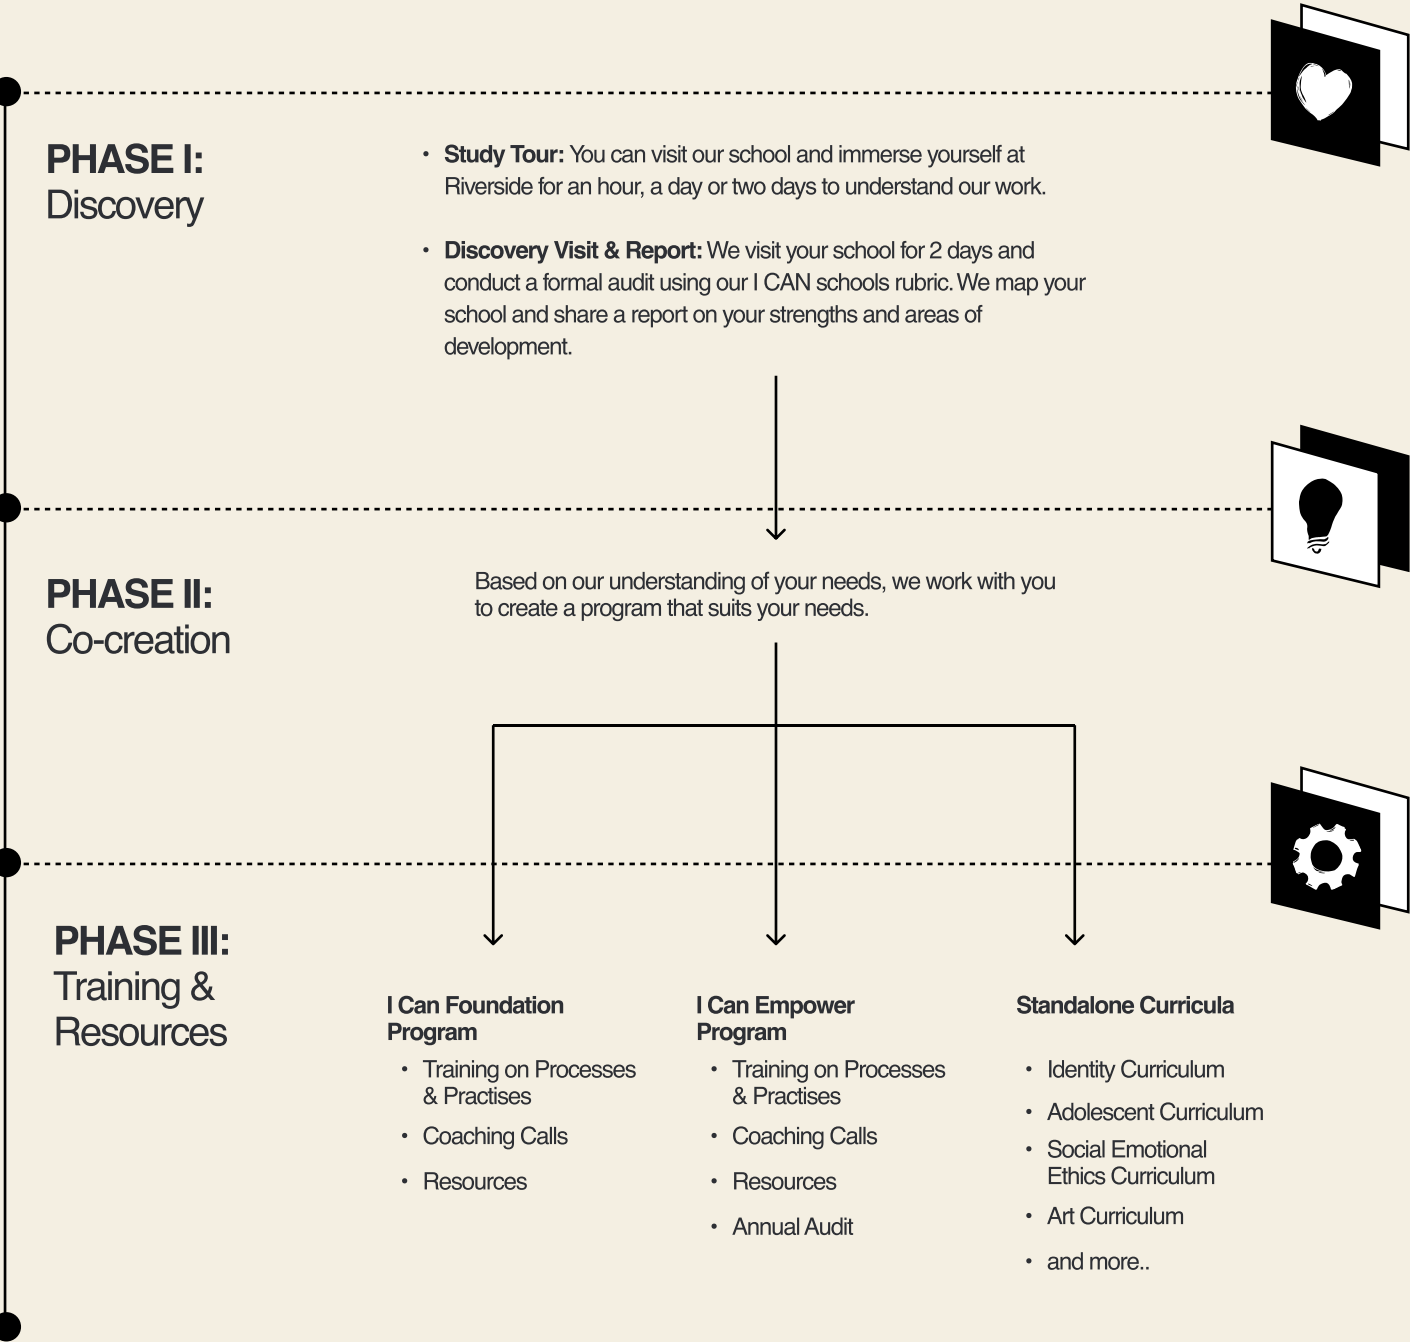 PHASE I:
Discovery
• Study Tour: You can visit our school and immerse yourself at
Riverside for an hour, a day or two days to understand our work.
• Discovery Visit & Report: We visit your school for 2 days and
conduct a formal audit using our I CAN schools rubric. We map your
school and share a report on your strengths and areas of
development.
PHASE II:
Co-creation
Based on our understanding of your needs, we work with you
to create a program that suits your needs.
PHASE III:
Training &
Resources
I Can Foundation
Program
• Training on Processes
& Practises
• Coaching Calls
• Resources
I Can Empower
Program
• Training on Processes
& Practises
• Coaching Calls
• Resources
• Annual Audit
Standalone Curricula
• Identity Curriculum
• Adolescent Curriculum
• Social Emotional
Ethics Curriculum
• Art Curriculum
• and more..